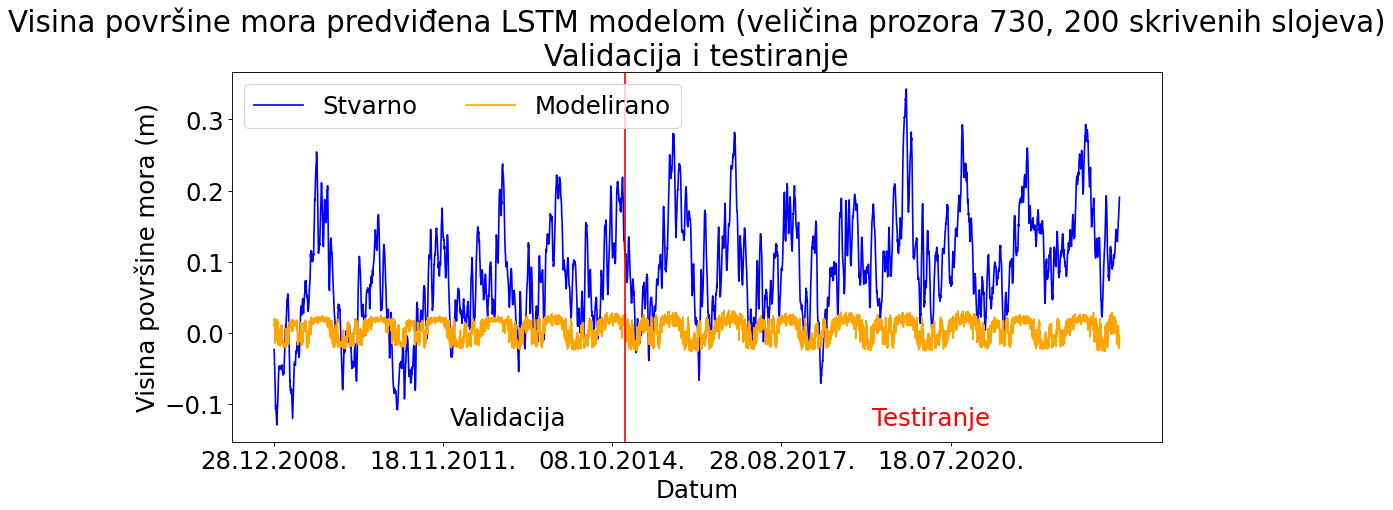 Visina površine mora predviđena LSTM modelom (veličina prozora 730, 200 skrivenih slojeva)
Validacija i testiranje
Stvarno
Modelirano
Visina površine mora (m)
0.3
0.2
0.1
0.0
−0.1
Validacija
Testiranje
28.12.2008.
18.11.2011.
08.10.2014.
28.08.2017.
18.07.2020.
Datum